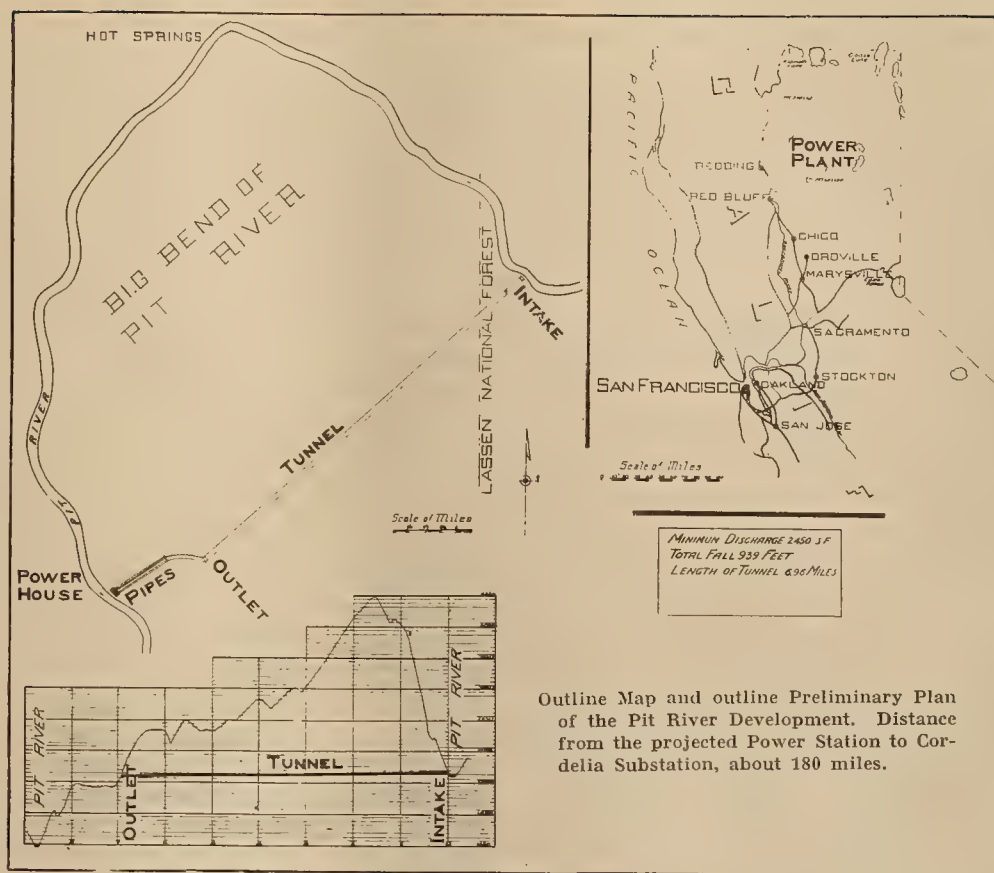 HOT SPRINGS
BIG BEND OF
PIT RIVER
PIT RIVER
LASSEN NATIONAL FOREST
INTAKE
TUNNEL
Scale of Miles
OUTLET
PIPES
POWER
HOUSE
PACIFIC
OCEAN
POWER
PLANT
REDDING
RED BLUFF
CHICO
OROVILLE
MARYSVILLE
SACRAMENTO
STOCKTON
OAKLAND
SAN FRANCISCO
SAN JOSE
Scale of Miles
MINIMUN DISCHARGE 2450 S F
TOTAL FALL 939 FEET
LENGTH OF TUNNEL 6.96 MILES
PIT RIVER
OUTLET
TUNNEL
INTAKE
PIT RIVER
Outline Map and outline Preliminary Plan
of the Pit River Development. Distance
from the projected Power Station to Cor-
delia Substation, about 180 miles.